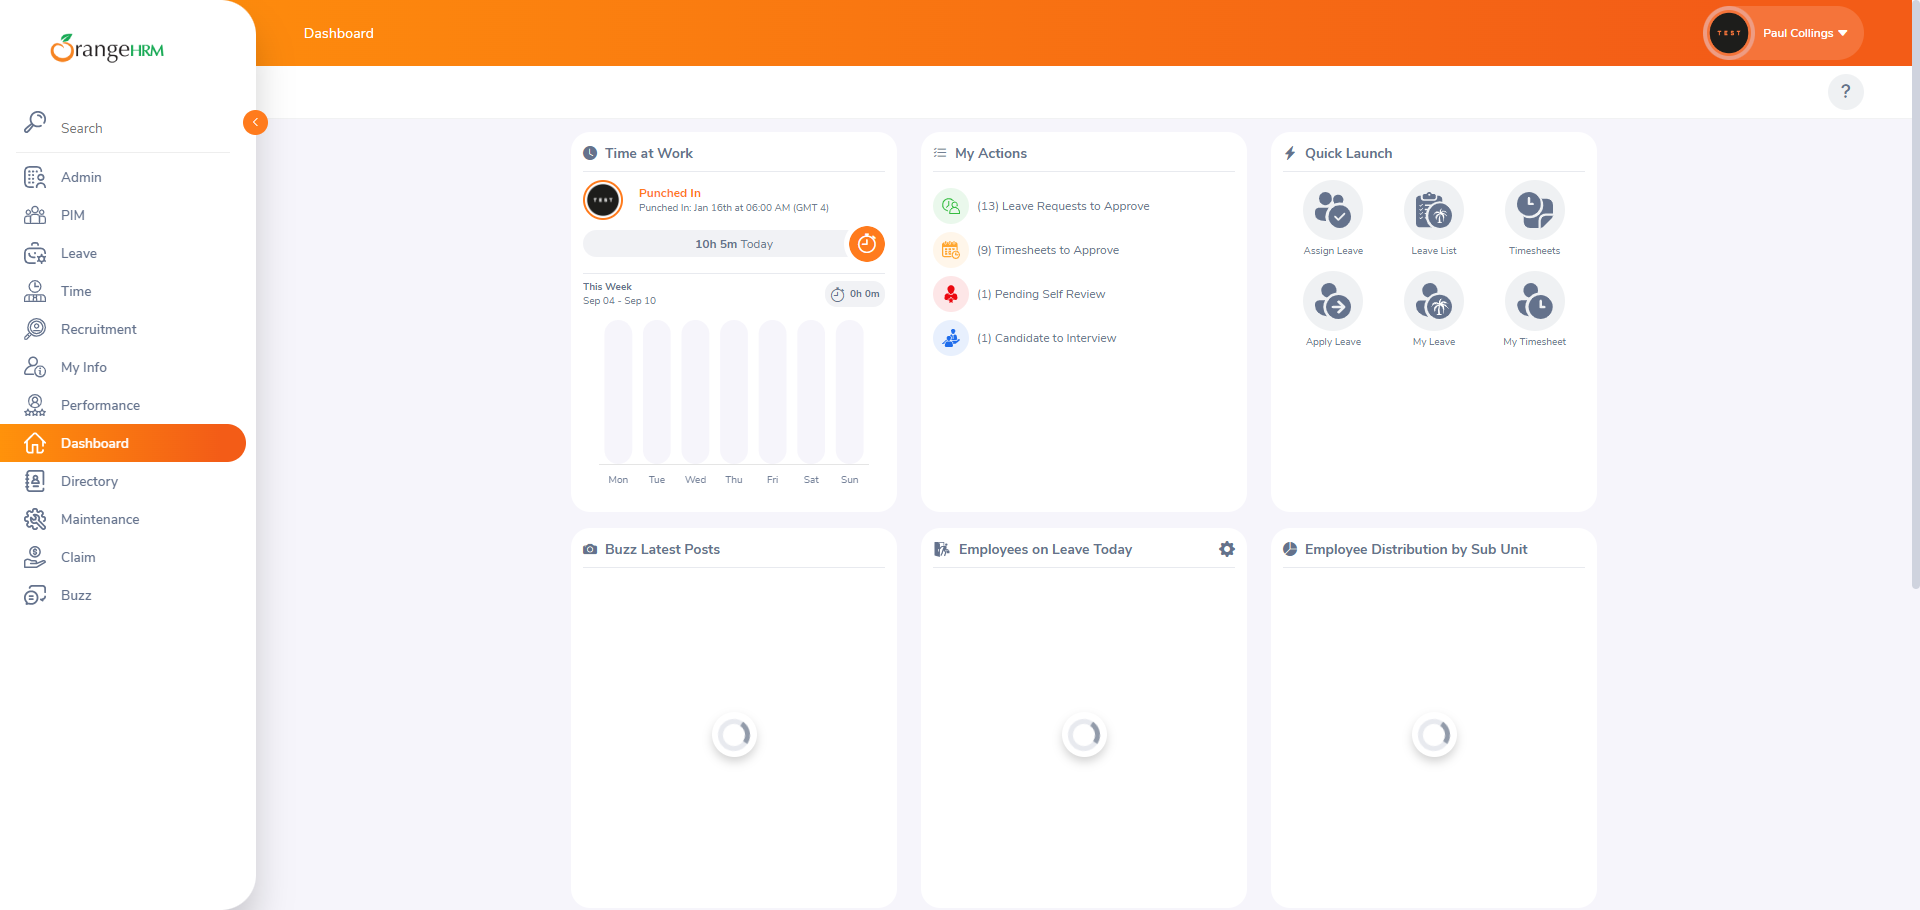 OrangeHRM
Dashboard
TEST
Paul Collings
?
Search
Admin
PIM
Leave
Time
Recruitment
My Info
Performance
Dashboard
Directory
Maintenance
Claim
Buzz
Time at Work
TEST
Punched In
Punched In: Jan 16th at 06:00 AM (GMT 4)
10h 5m Today
This Week
Sep 04 - Sep 10
0h 0m
Mon Tue Wed Thu Fri Sat Sun
My Actions
(13) Leave Requests to Approve
(9) Timesheets to Approve
(1) Pending Self Review
(1) Candidate to Interview
Quick Launch
Assign Leave Leave List Timesheets
Apply Leave My Leave My Timesheet
Buzz Latest Posts
Employees on Leave Today
Employee Distribution by Sub Unit